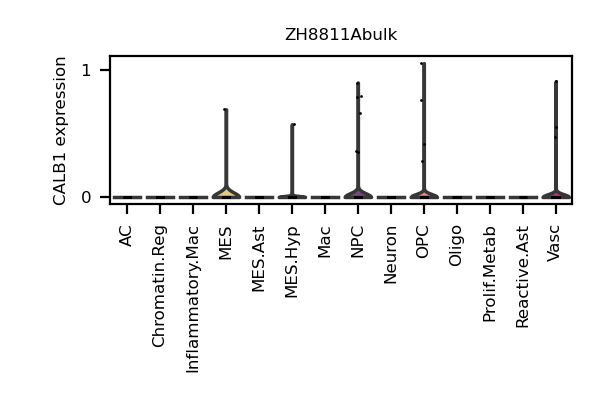 ZH8811Abulk
CALB1 expression
1
0
AC
Chromatin.Reg
Inflammatory.Mac
MES
MES.Ast
MES.Hyp
Mac
NPC
Neuron
OPC
Oligo
Prolif.Metab
Reactive.Ast
Vasc